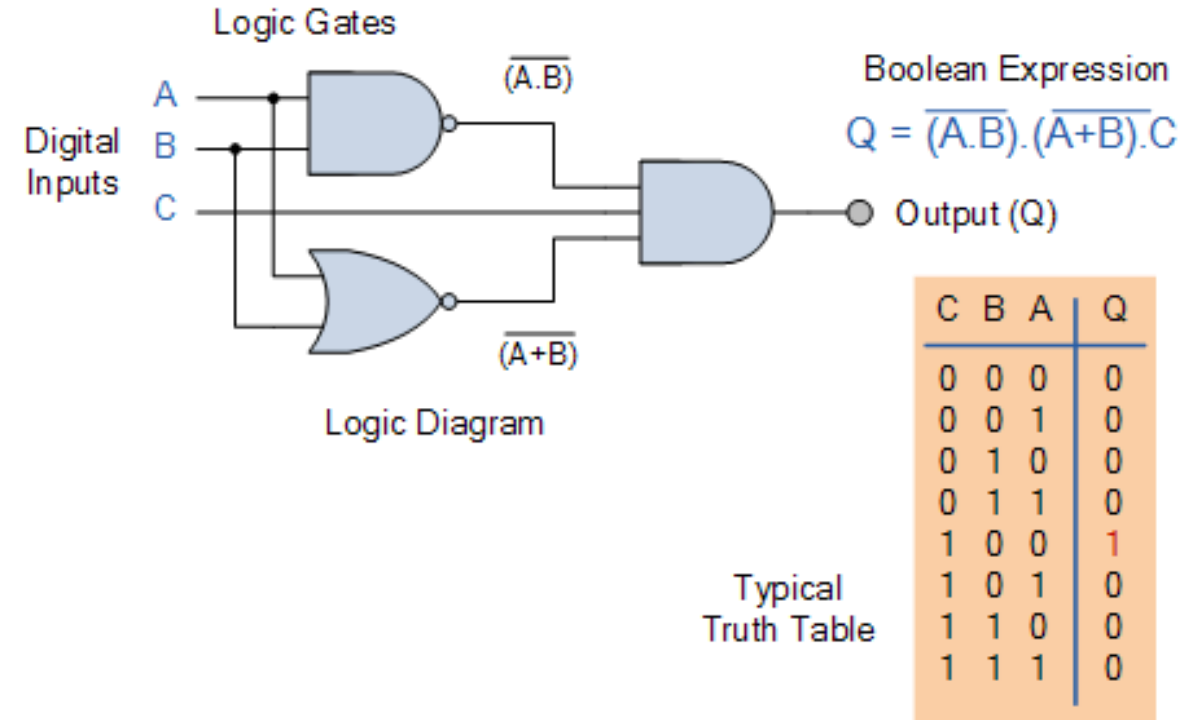 Logic Gates
A
B
C
Digital
Inputs
(A̅.̅B̅)
(A̅+̅B̅)
Logic Diagram
Boolean Expression
Q = (A̅.̅B̅).(A̅+̅B̅).C
Output (Q)
C B A Q
0 0 0 0
0 0 1 0
0 1 0 0
0 1 1 0
1 0 0 1
1 0 1 0
1 1 0 0
1 1 1 0
Typical
Truth Table